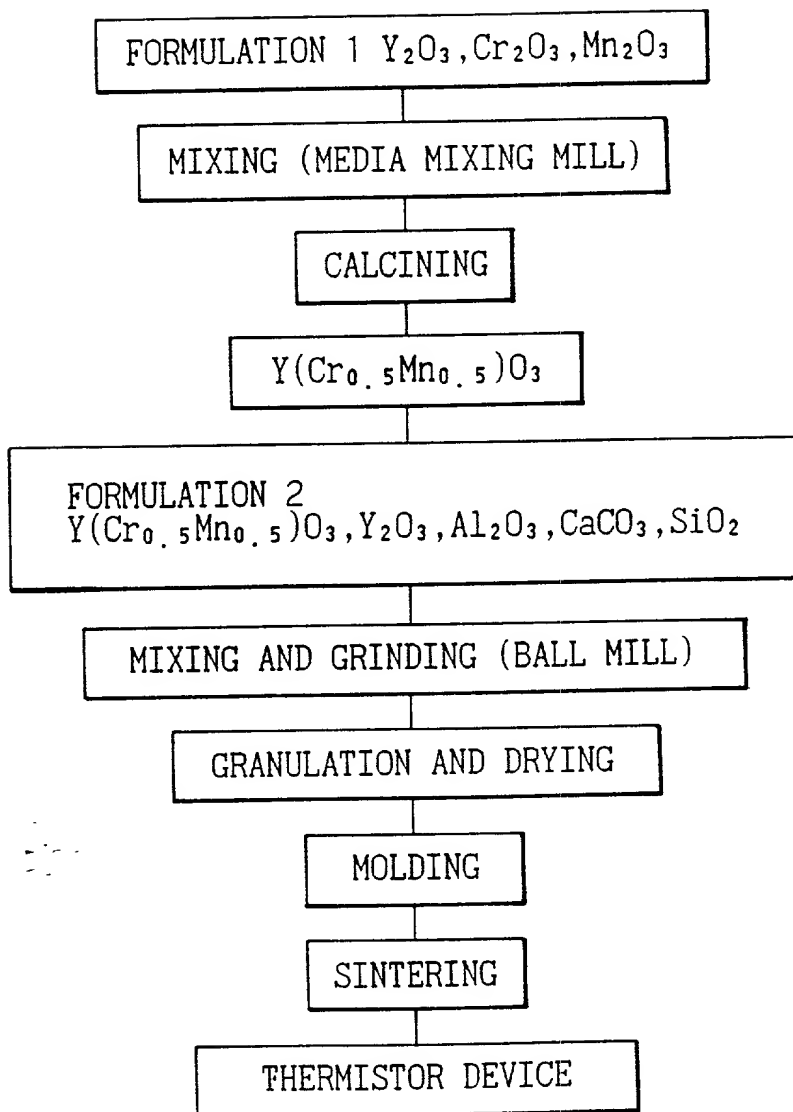 FORMULATION 1 Y₂O₃,Cr₂O₃,Mn₂O₃
MIXING (MEDIA MIXING MILL)
CALCINING
Y(Cr₀.₅Mn₀.₅)O₃
FORMULATION 2
Y(Cr₀.₅Mn₀.₅)O₃,Y₂O₃,Al₂O₃,CaCO₃,SiO₂
MIXING AND GRINDING (BALL MILL)
GRANULATION AND DRYING
MOLDING
SINTERING
THERMISTOR DEVICE